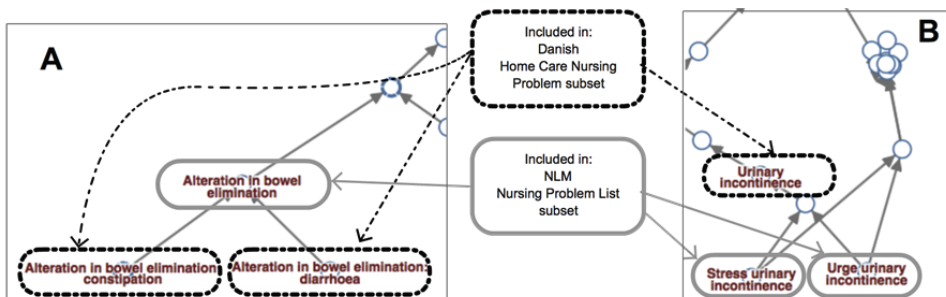 A
Included in:
Danish
Home Care Nursing
Problem subset
B
Included in:
NLM
Nursing Problem List
subset
Alteration in bowel
elimination
Urinary
incontinence
Alteration in bowel elimination:
constipation
Alteration in bowel elimination:
diarrhoea
Stress urinary
incontinence
Urge urinary
incontinence